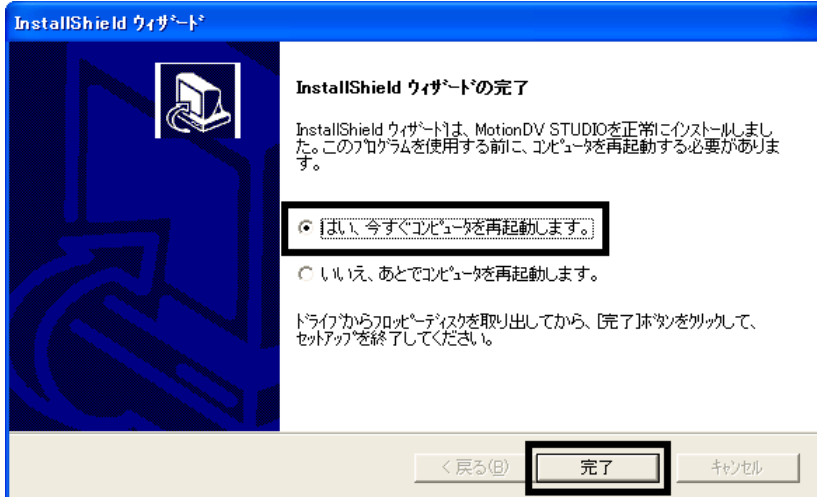 InstallShield ウィザード
InstallShield ウィザードの完了
InstallShield ウィザードは、MotionDV STUDIOを正常にインストールしまし
た。このプログラムを使用する前に、コンピュータを再起動する必要がありま
す。
はい、今すぐコンピュータを再起動します。
いいえ、あとでコンピュータを再起動します。
ドライブからフロッピーディスクを取り出してから、[完了]ボタンをクリックして、
セットアップを終了してください。
< 戻る(B)
完了
キャンセル